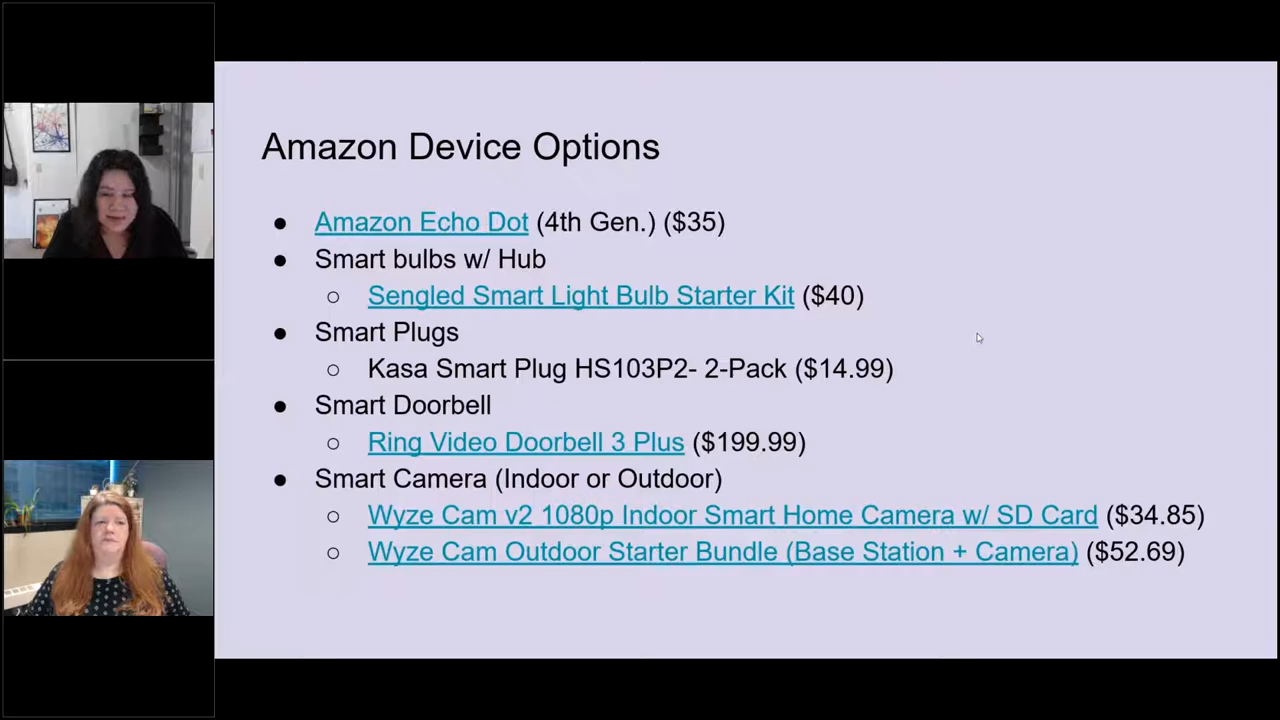 Amazon Device Options
● Amazon Echo Dot (4th Gen.) ($35)
● Smart bulbs w/ Hub
○ Sengled Smart Light Bulb Starter Kit ($40)
● Smart Plugs
○ Kasa Smart Plug HS103P2- 2-Pack ($14.99)
● Smart Doorbell
○ Ring Video Doorbell 3 Plus ($199.99)
● Smart Camera (Indoor or Outdoor)
○ Wyze Cam v2 1080p Indoor Smart Home Camera w/ SD Card ($34.85)
○ Wyze Cam Outdoor Starter Bundle (Base Station + Camera) ($52.69)